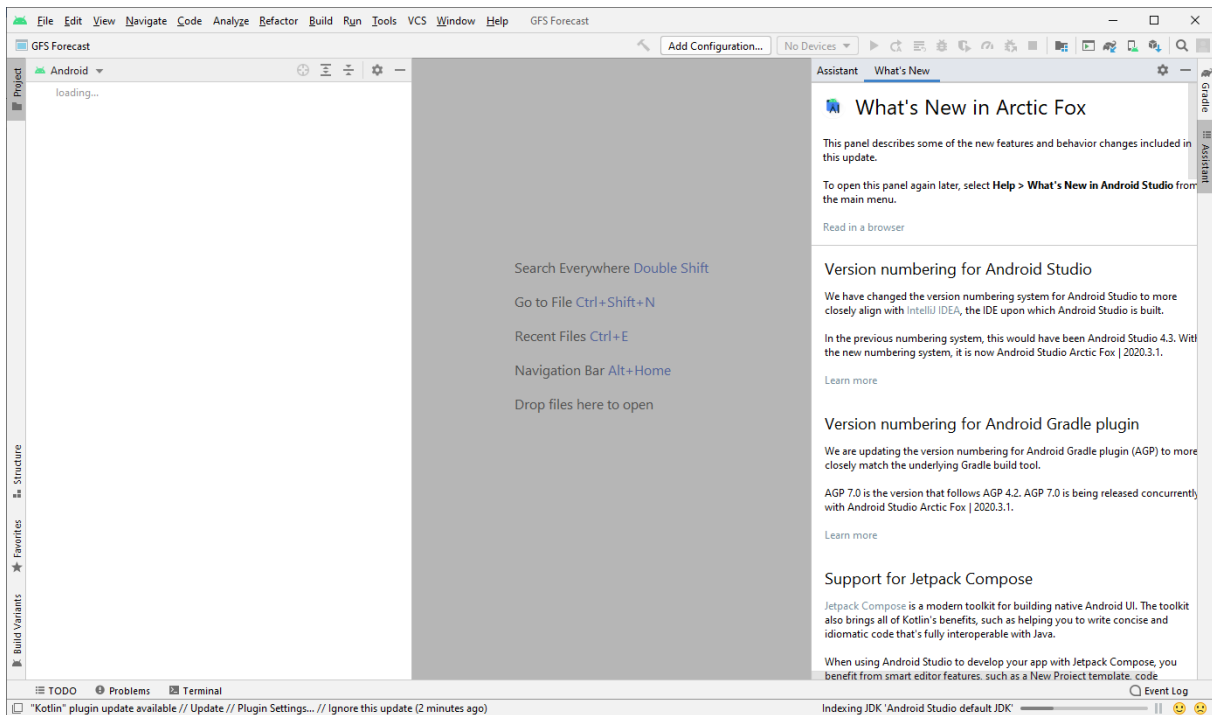 File Edit View Navigate Code Analyze Refactor Build Run Tools VCS Window Help GFS Forecast
GFS Forecast
Add Configuration...
No Devices
Project
Android
loading...
Structure
Favorites
Build Variants
Search Everywhere Double Shift
Go to File Ctrl+Shift+N
Recent Files Ctrl+E
Navigation Bar Alt+Home
Drop files here to open
Assistant What's New
What's New in Arctic Fox
This panel describes some of the new features and behavior changes included in
this update.
To open this panel again later, select Help > What's New in Android Studio from
the main menu.
Read in a browser
Version numbering for Android Studio
We have changed the version numbering system for Android Studio to more
closely align with IntelliJ IDEA, the IDE upon which Android Studio is built.
In the previous numbering system, this would have been Android Studio 4.3. With
the new numbering system, it is now Android Studio Arctic Fox | 2020.3.1.
Learn more
Version numbering for Android Gradle plugin
We are updating the version numbering for Android Gradle plugin (AGP) to more
closely match the underlying Gradle build tool.
AGP 7.0 is the version that follows AGP 4.2. AGP 7.0 is being released concurrently
with Android Studio Arctic Fox | 2020.3.1.
Learn more
Support for Jetpack Compose
Jetpack Compose is a modern toolkit for building native Android UI. The toolkit
also brings all of Kotlin's benefits, such as helping you to write concise and
idiomatic code that's fully interoperable with Java.
When using Android Studio to develop your app with Jetpack Compose, you
benefit from smart editor features, such as a New Project template, code
Gradle
Assistant
TODO Problems Terminal
Event Log
"Kotlin" plugin update available // Update // Plugin Settings... // Ignore this update (2 minutes ago)
Indexing JDK 'Android Studio default JDK'